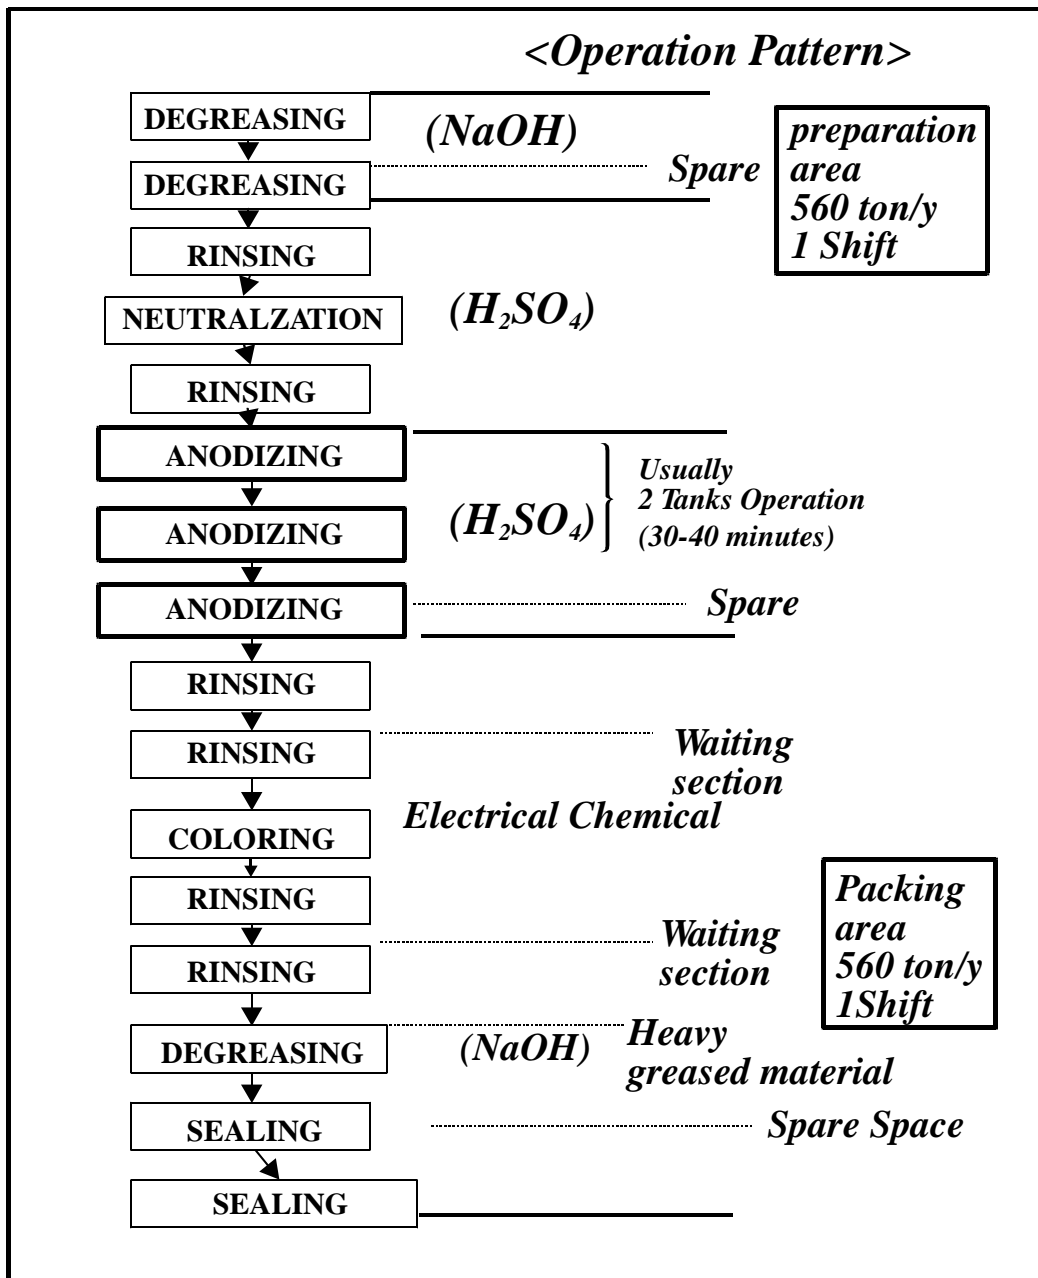 <Operation Pattern>
DEGREASING
(NaOH)
preparation
area
560 ton/y
1 Shift
DEGREASING
Spare
RINSING
NEUTRALZATION
(H₂SO₄)
RINSING
ANODIZING
Usually
2 Tanks Operation
(30-40 minutes)
ANODIZING
(H₂SO₄)
ANODIZING
Spare
RINSING
RINSING
Waiting
section
COLORING
Electrical Chemical
RINSING
Packing
area
560 ton/y
1Shift
RINSING
Waiting
section
DEGREASING
(NaOH)
Heavy
greased material
SEALING
Spare Space
SEALING